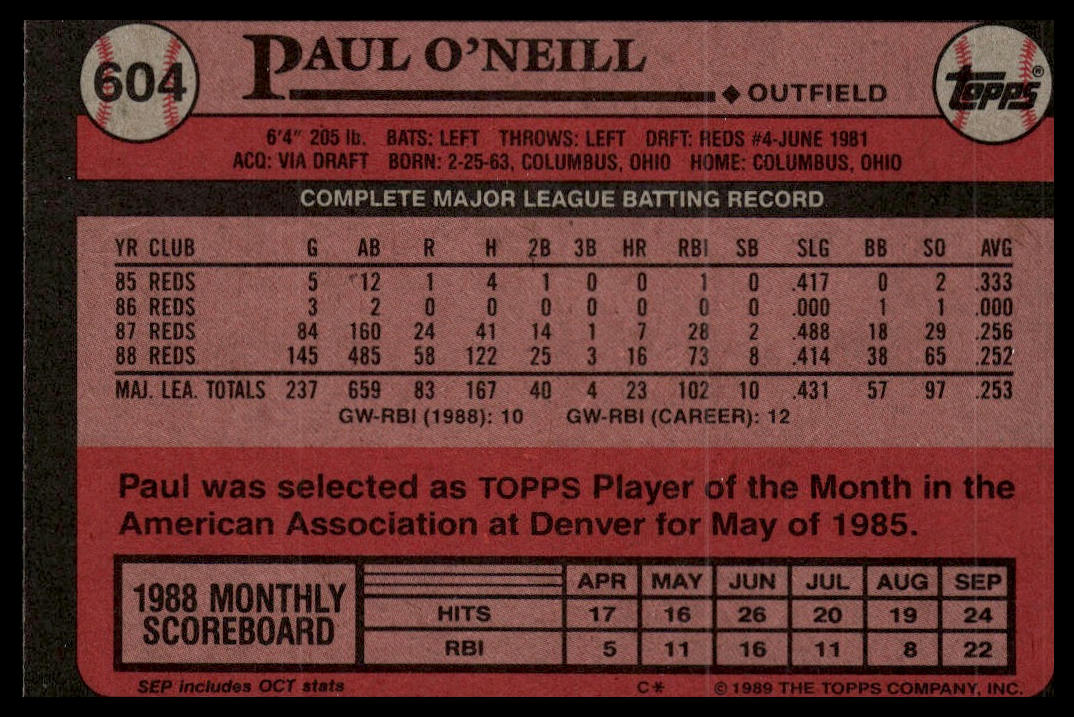 604 PAUL O'NEILL TOPPS®
◆ OUTFIELD
6'4" 205 lb. BATS: LEFT THROWS: LEFT DRFT: REDS #4-JUNE 1981
ACQ: VIA DRAFT BORN: 2-25-63, COLUMBUS, OHIO HOME: COLUMBUS, OHIO
COMPLETE MAJOR LEAGUE BATTING RECORD
YR CLUB G AB R H 2B 3B HR RBI SB SLG BB SO AVG
85 REDS 5 12 1 4 1 0 0 1 0 .417 0 2 .333
86 REDS 3 2 0 0 0 0 0 0 0 .000 1 1 .000
87 REDS 84 160 24 41 14 1 7 28 2 .488 18 29 .256
88 REDS 145 485 58 122 25 3 16 73 8 .414 38 65 .252
MAJ. LEA. TOTALS 237 659 83 167 40 4 23 102 10 .431 57 97 .253
GW-RBI (1988): 10 GW-RBI (CAREER): 12
Paul was selected as TOPPS Player of the Month in the
American Association at Denver for May of 1985.
1988 MONTHLY
SCOREBOARD
APR MAY JUN JUL AUG SEP
HITS 17 16 26 20 19 24
RBI 5 11 16 11 8 22
SEP includes OCT stats C* © 1989 THE TOPPS COMPANY, INC.